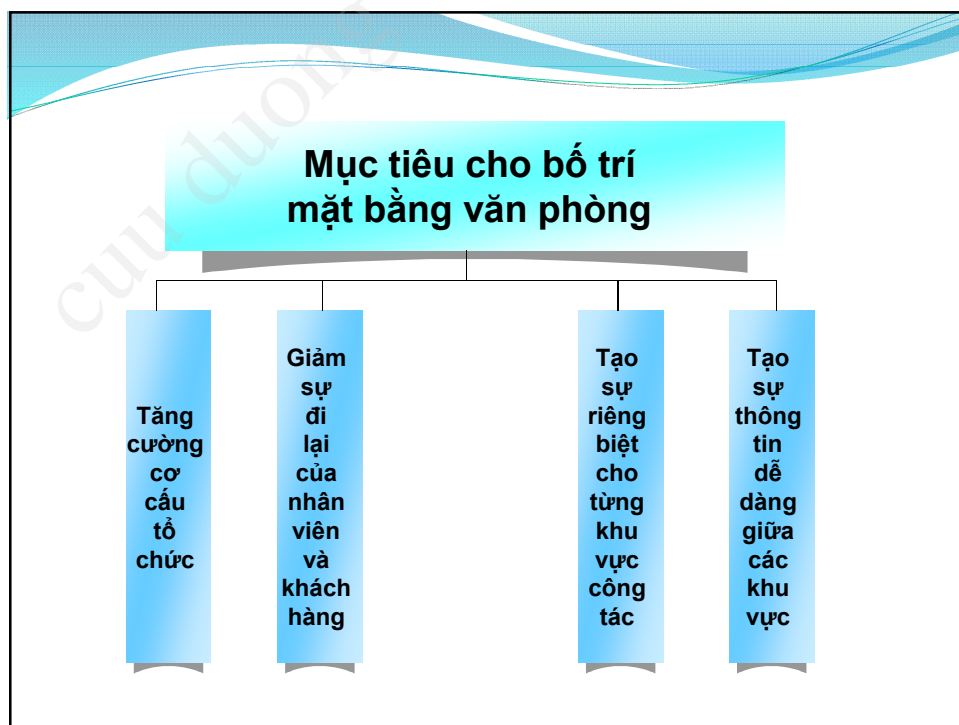 cuu duong
Mục tiêu cho bố trí
mặt bằng văn phòng
Tăng
cường
cơ
cấu
tổ
chức
Giảm
sự
đi
lại
của
nhân
viên
và
khách
hàng
Tạo
sự
riêng
biệt
cho
từng
khu
vực
công
tác
Tạo
sự
thông
tin
dễ
dàng
giữa
các
khu
vực